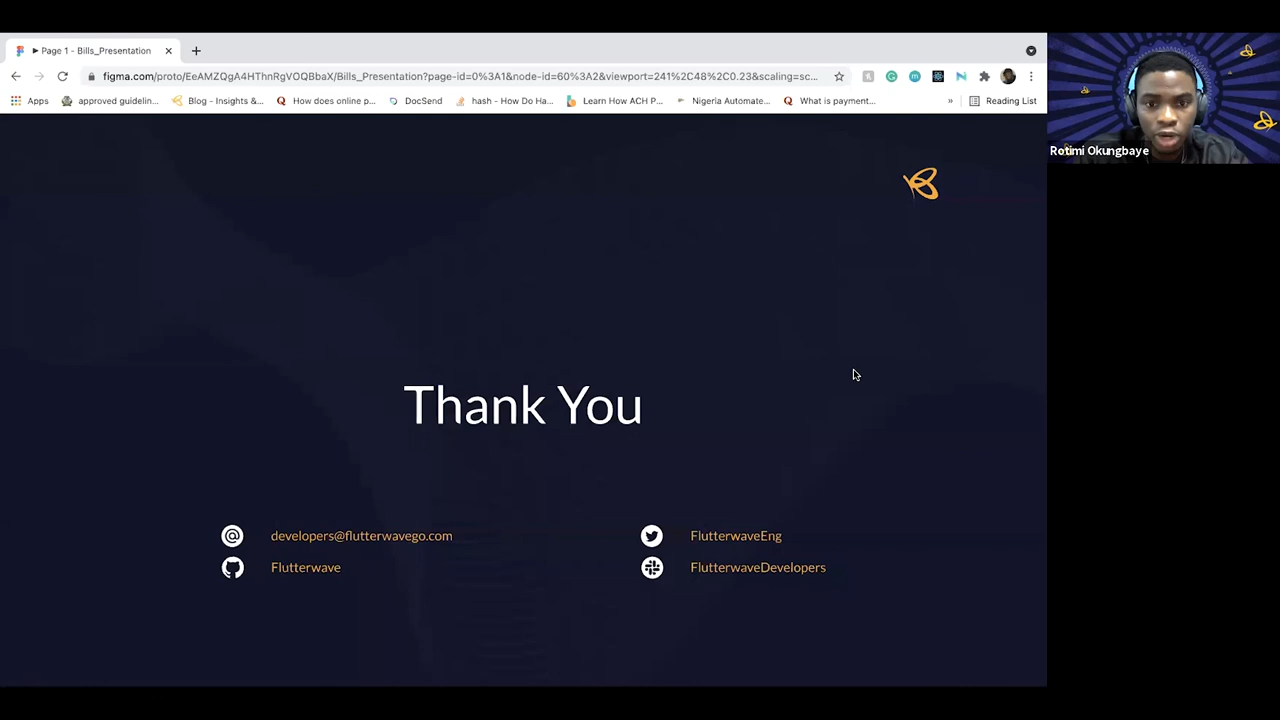 Page 1 - Bills_Presentation
figma.com/proto/EeAMZQgA4HThnRgVOQBbaX/Bills_Presentation?page-id=0%3A1&node-id=60%3A2&viewport=241%2C48%2C0.23&scaling=sc...
Apps approved guidelin... Blog - Insights &... How does online p... DocSend hash - How Do Ha... Learn How ACH P... Nigeria Automate... What is payment... » Reading List
Rotimi Okungbaye
Thank You
developers@flutterwavego.com FlutterwaveEng
Flutterwave FlutterwaveDevelopers